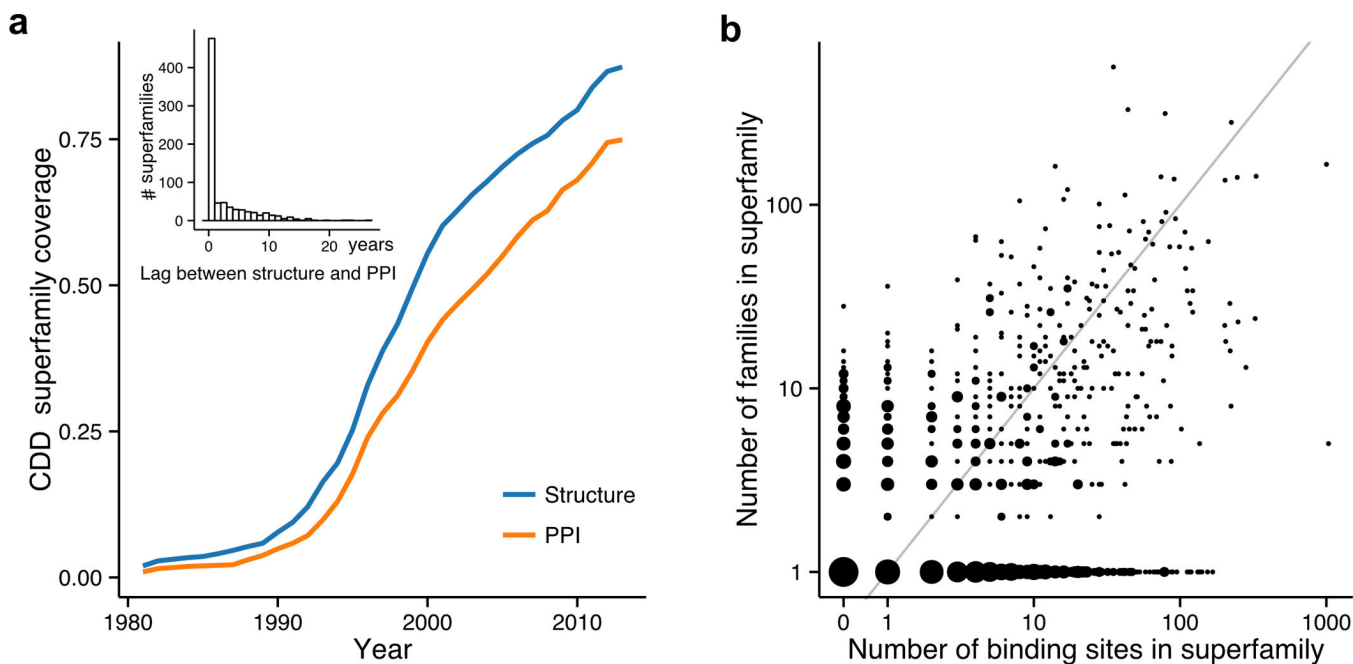 a
CDD superfamily coverage
0.75
0.50
0.25
0.00
1980
1990
2000
2010
Year
# superfamilies
400
300
200
100
0
0
10
20
years
Lag between structure and PPI
Structure
PPI
b
Number of families in superfamily
100
10
1
0
1
10
100
1000
Number of binding sites in superfamily